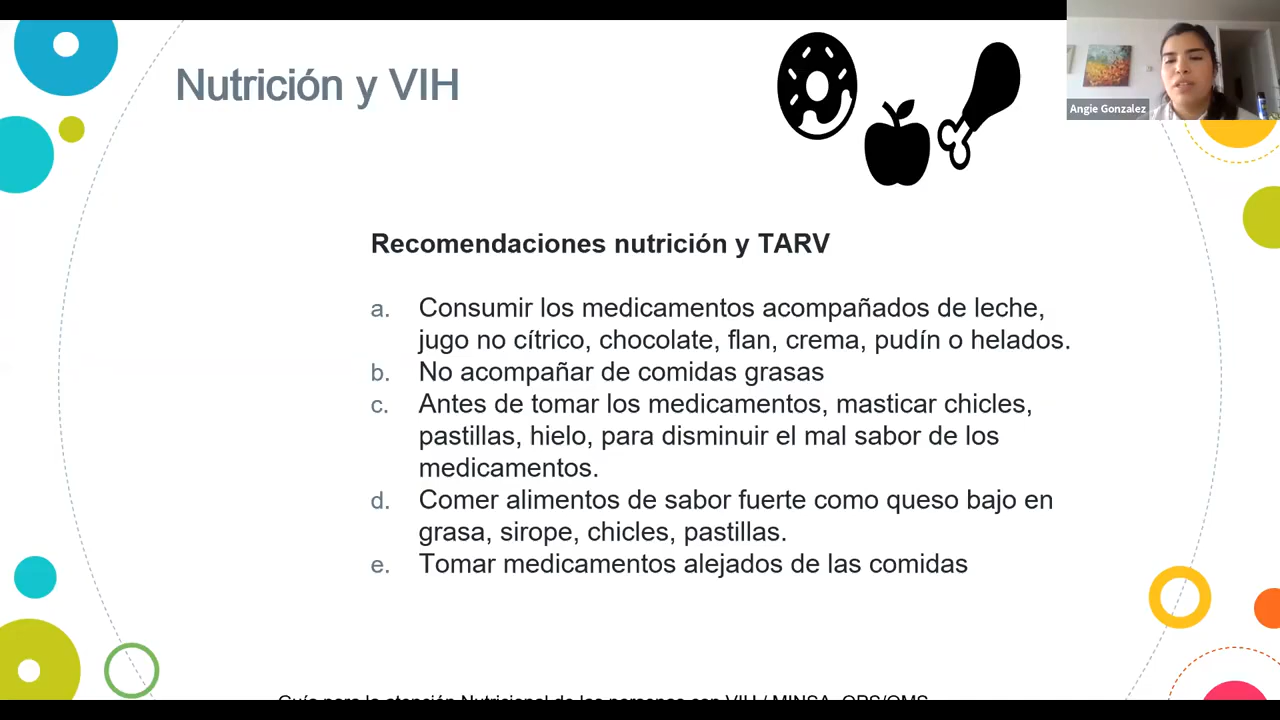 Nutrición y VIH
Angie Gonzalez
Recomendaciones nutrición y TARV
a. Consumir los medicamentos acompañados de leche,
jugo no cítrico, chocolate, flan, crema, pudín o helados.
b. No acompañar de comidas grasas
c. Antes de tomar los medicamentos, masticar chicles,
pastillas, hielo, para disminuir el mal sabor de los
medicamentos.
d. Comer alimentos de sabor fuerte como queso bajo en
grasa, sirope, chicles, pastillas.
e. Tomar medicamentos alejados de las comidas
Guía para la atención Nutricional de las personas con VIH / MINSA, OPS/OMS